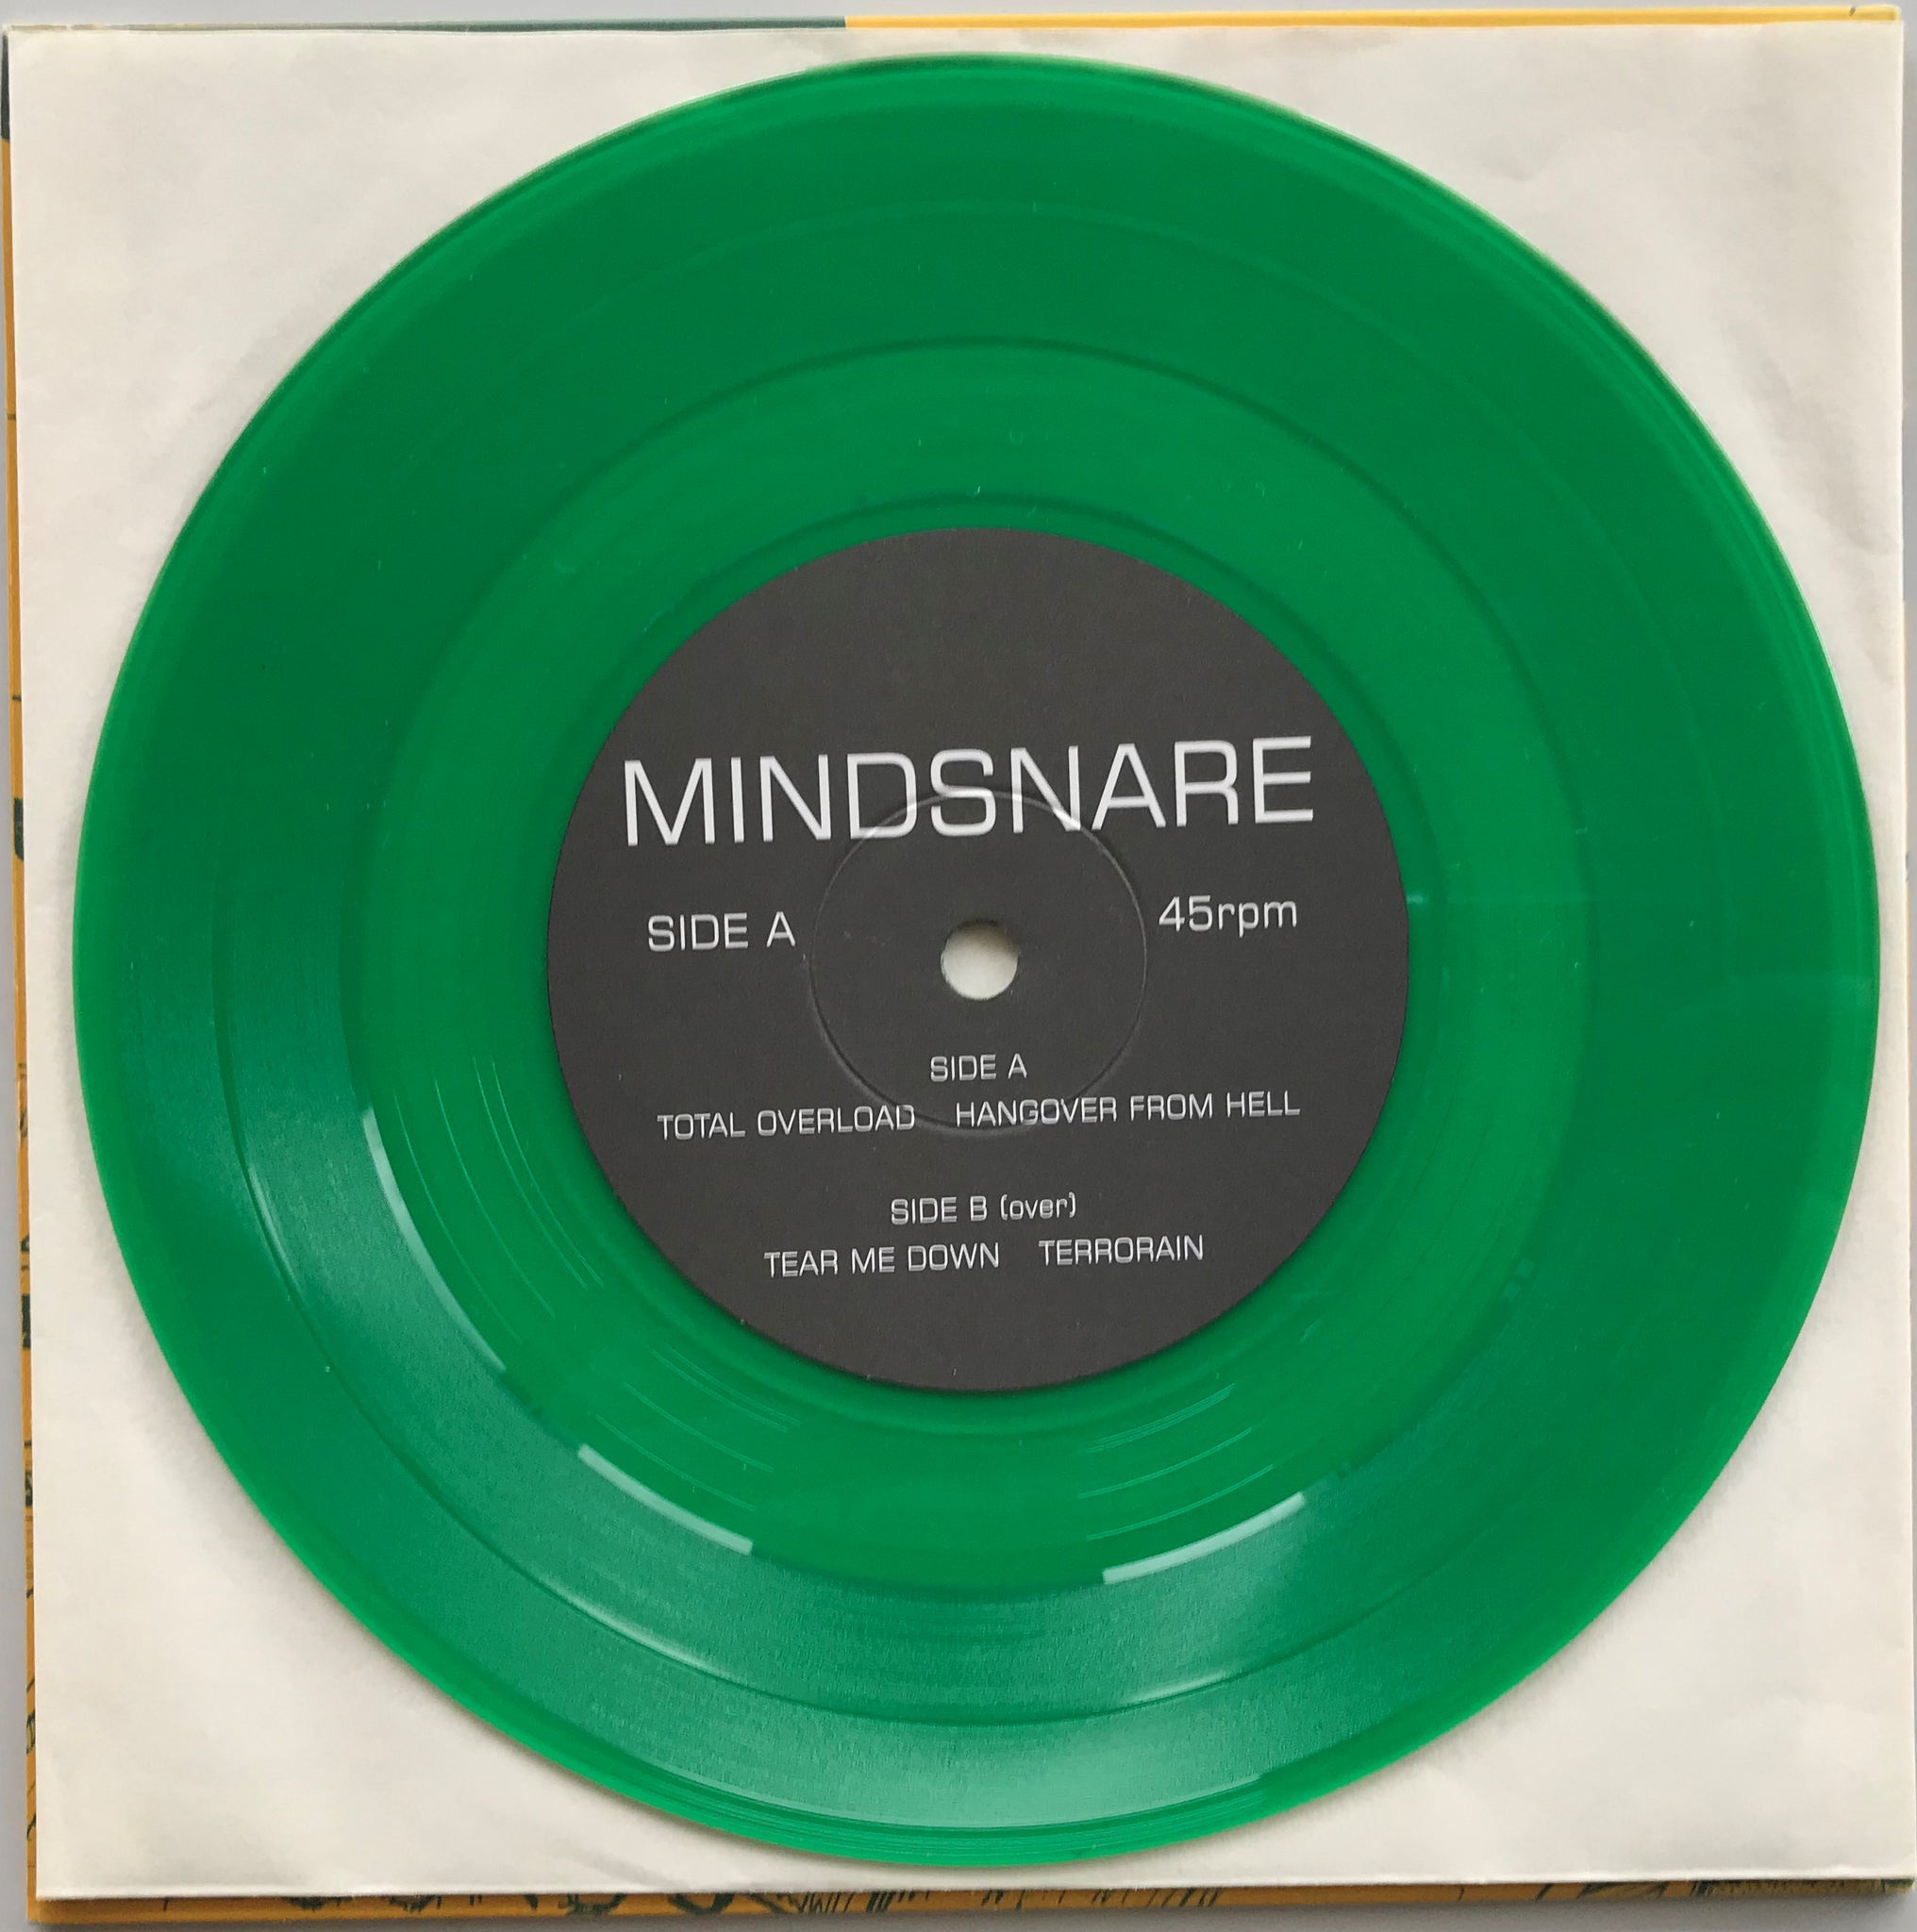 MINDSNARE
SIDE A 45rpm
SIDE A
TOTAL OVERLOAD HANGOVER FROM HELL
SIDE B (over)
TEAR ME DOWN TERRORAIN